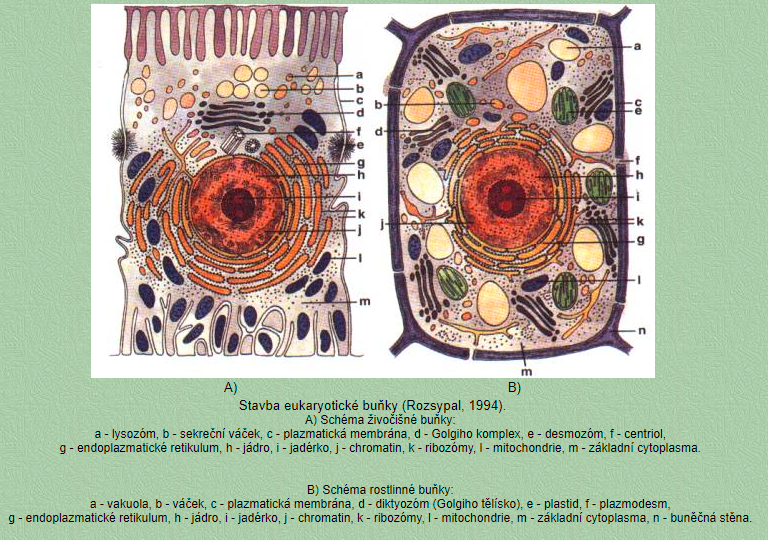 a
b
c
d
f
e
g
h
i
k
j
l
m
a
b
c
e
d
f
h
i
j
k
g
l
n
m
A)
B)
Stavba eukaryotické buňky (Rozsypal, 1994).
A) Schéma živočišné buňky:
a - lysozóm, b - sekreční váček, c - plazmatická membrána, d - Golgiho komplex, e - desmozóm, f - centriol,
g - endoplazmatické retikulum, h - jádro, i - jadérko, j - chromatin, k - ribozómy, l - mitochondrie, m - základní cytoplasma.
B) Schéma rostlinné buňky:
a - vakuola, b - váček, c - plazmatická membrána, d - diktyozóm (Golgiho tělísko), e - plastid, f - plazmodesm,
g - endoplazmatické retikulum, h - jádro, i - jadérko, j - chromatin, k - ribozómy, l - mitochondrie, m - základní cytoplasma, n - buněčná stěna.